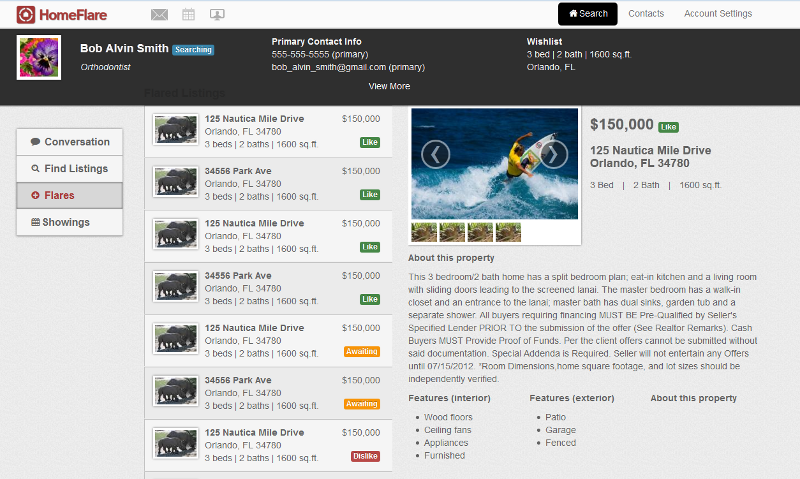 HomeFlare
Search
Contacts
Account Settings
Bob Alvin Smith Searching
Orthodontist
Primary Contact Info
555-555-5555 (primary)
bob_alvin_smith@gmail.com (primary)
Wishlist
3 bed | 2 bath | 1600 sq.ft.
Orlando, FL
View More
Flared Listings
Conversation
Find Listings
Flares
Showings
125 Nautica Mile Drive $150,000
Orlando, FL 34780
3 beds | 2 baths | 1600 sq.ft. Like
34556 Park Ave $150,000
Orlando, FL 34780
3 beds | 2 baths | 1600 sq.ft. Like
125 Nautica Mile Drive $150,000
Orlando, FL 34780
3 beds | 2 baths | 1600 sq.ft. Like
34556 Park Ave $150,000
Orlando, FL 34780
3 beds | 2 baths | 1600 sq.ft. Like
125 Nautica Mile Drive $150,000
Orlando, FL 34780
3 beds | 2 baths | 1600 sq.ft. Awaiting
34556 Park Ave $150,000
Orlando, FL 34780
3 beds | 2 baths | 1600 sq.ft. Awaiting
125 Nautica Mile Drive $150,000
Orlando, FL 34780
3 beds | 2 baths | 1600 sq.ft. Dislike
$150,000 Like
125 Nautica Mile Drive
Orlando, FL 34780
3 Bed | 2 Bath | 1600 sq.ft.
About this property
This 3 bedroom/2 bath home has a split bedroom plan; eat-in kitchen and a living room
with sliding doors leading to the screened lanai. The master bedroom has a walk-in
closet and an entrance to the lanai; master bath has dual sinks, garden tub and a
separate shower. All buyers requiring financing MUST BE Pre-Qualified by Seller's
Specified Lender PRIOR TO the submission of the offer (See Realtor Remarks). Cash
Buyers MUST Provide Proof of Funds. Per the client offers cannot be submitted without
said documentation. Special Addenda is Required. Seller will not entertain any Offers
until 07/15/2012. *Room Dimensions,home square footage, and lot sizes should be
independently verified.
Features (interior)
Wood floors
Ceiling fans
Appliances
Furnished
Features (exterior)
Patio
Garage
Fenced
About this property